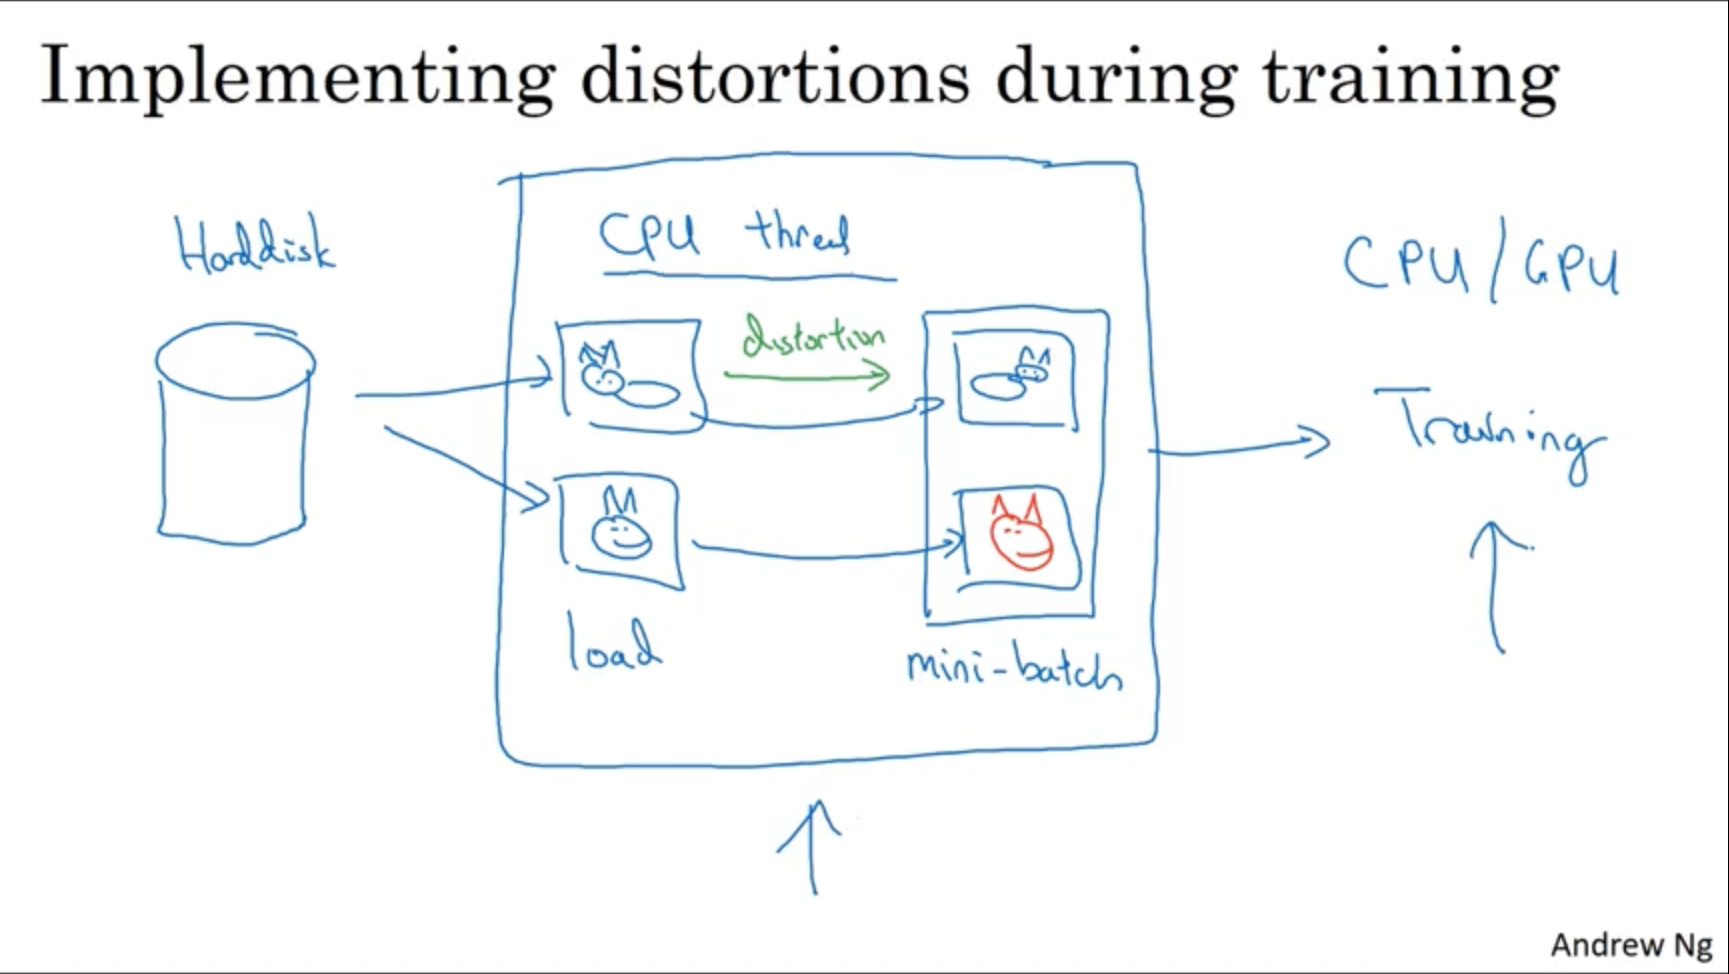 Implementing distortions during training
Harddisk
CPU thread
distortion
load
mini-batch
CPU/GPU
Training
Andrew Ng